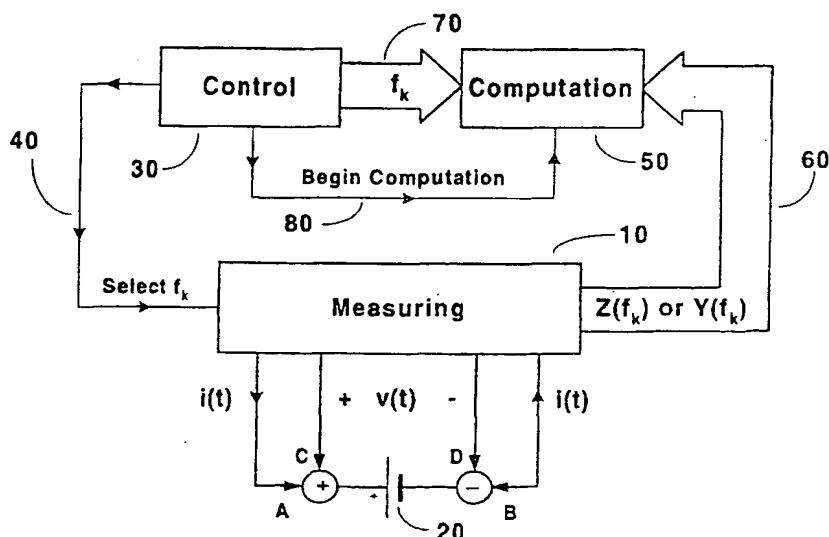 70
Control
f_k
Computation
40
30
50
60
Begin Computation
80
10
Select f_k
Measuring
Z(f_k) or Y(f_k)
i(t)
+ v(t) -
i(t)
C
D
+
+
−
A
B
20